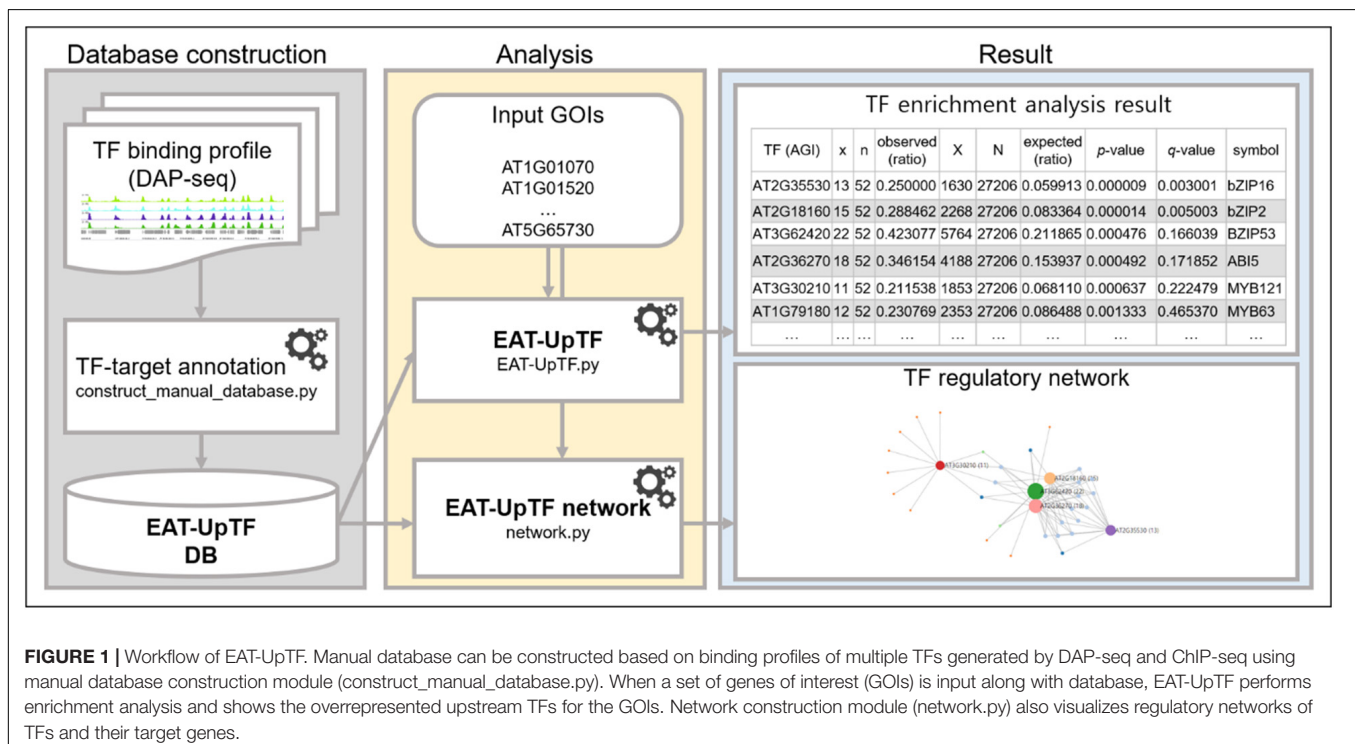 Database construction
TF binding profile
(DAP-seq)
TF-target annotation
construct_manual_database.py
EAT-UpTF
DB
Analysis
Input GOIs
AT1G01070
AT1G01520
...
AT5G65730
EAT-UpTF
EAT-UpTF.py
EAT-UpTF network
network.py
Result
TF enrichment analysis result
TF (AGI) x n observed (ratio) X N expected (ratio) p-value q-value symbol
AT2G35530 13 52 0.250000 1630 27206 0.059913 0.000009 0.003001 bZIP16
AT2G18160 15 52 0.288462 2268 27206 0.083364 0.000014 0.005003 bZIP2
AT3G62420 22 52 0.423077 5764 27206 0.211865 0.000476 0.166039 BZIP53
AT2G36270 18 52 0.346154 4188 27206 0.153937 0.000492 0.171852 ABI5
AT3G30210 11 52 0.211538 1853 27206 0.068110 0.000637 0.222479 MYB121
AT1G79180 12 52 0.230769 2353 27206 0.086488 0.001333 0.465370 MYB63
... ... ... ... ... ... ... ... ... ...
TF regulatory network
AT3G30210 (11)
AT2G18160
AT3G62420 (22)
AT2G36270 (18)
AT2G35530 (13)
FIGURE 1 | Workflow of EAT-UpTF. Manual database can be constructed based on binding profiles of multiple TFs generated by DAP-seq and ChIP-seq using
manual database construction module (construct_manual_database.py). When a set of genes of interest (GOIs) is input along with database, EAT-UpTF performs
enrichment analysis and shows the overrepresented upstream TFs for the GOIs. Network construction module (network.py) also visualizes regulatory networks of
TFs and their target genes.